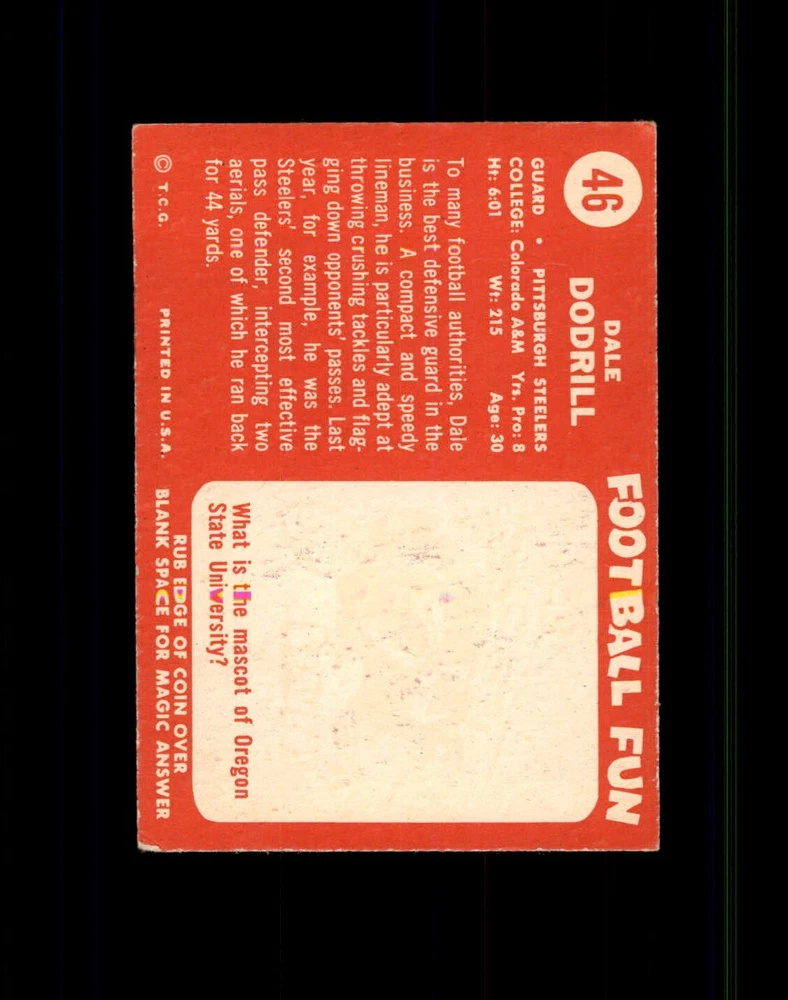 46
DALE
DODRILL
GUARD • PITTSBURGH STEELERS
COLLEGE: Colorado A&M Yrs. Pro: 8
Ht: 6:01 Wt: 215 Age: 30
To many football authorities, Dale
is the best defensive guard in the
business. A compact and speedy
lineman, he is particularly adept at
throwing crushing tackles and flag-
ging down opponents' passes. Last
year, for example, he was the
Steelers' second most effective
pass defender, intercepting two
aerials, one of which he ran back
for 44 yards.
© T.C.G. PRINTED IN U.S.A.
FOOTBALL FUN
What is the mascot of Oregon
State University?
RUB EDGE OF COIN OVER
BLANK SPACE FOR MAGIC ANSWER